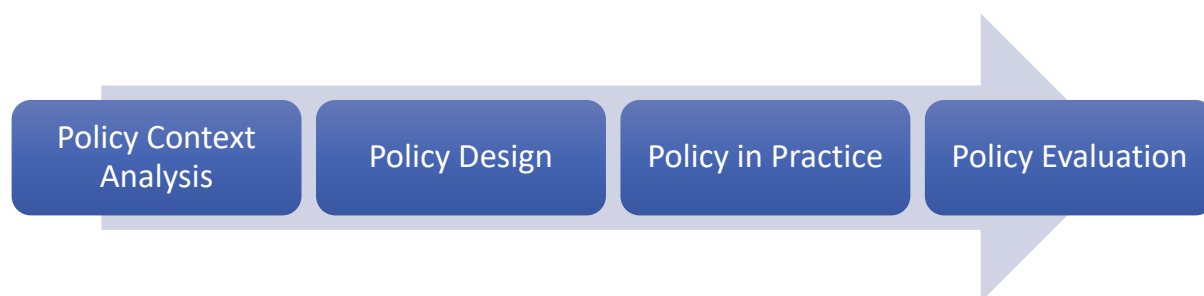 Policy Context
Analysis
Policy Design
Policy in Practice
Policy Evaluation